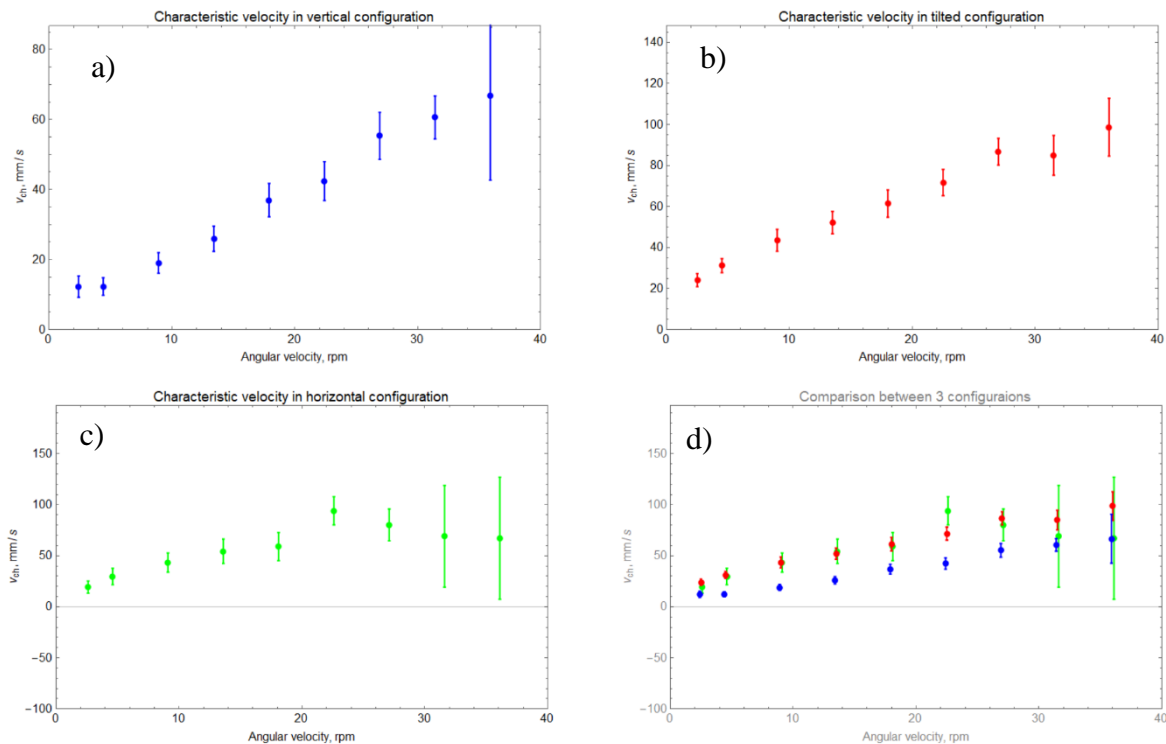 Characteristic velocity in vertical configuration
a)
80
60
40
20
0
v_ch, mm/s
0 10 20 30 40
Angular velocity, rpm
Characteristic velocity in tilted configuration
b)
140
120
100
80
60
40
20
0
v_ch, mm/s
0 10 20 30 40
Angular velocity, rpm
Characteristic velocity in horizontal configuration
c)
150
100
50
0
−50
−100
v_ch, mm/s
0 10 20 30 40
Angular velocity, rpm
Comparison between 3 configuraions
d)
150
100
50
0
−50
−100
v_ch, mm/s
0 10 20 30 40
Angular velocity, rpm